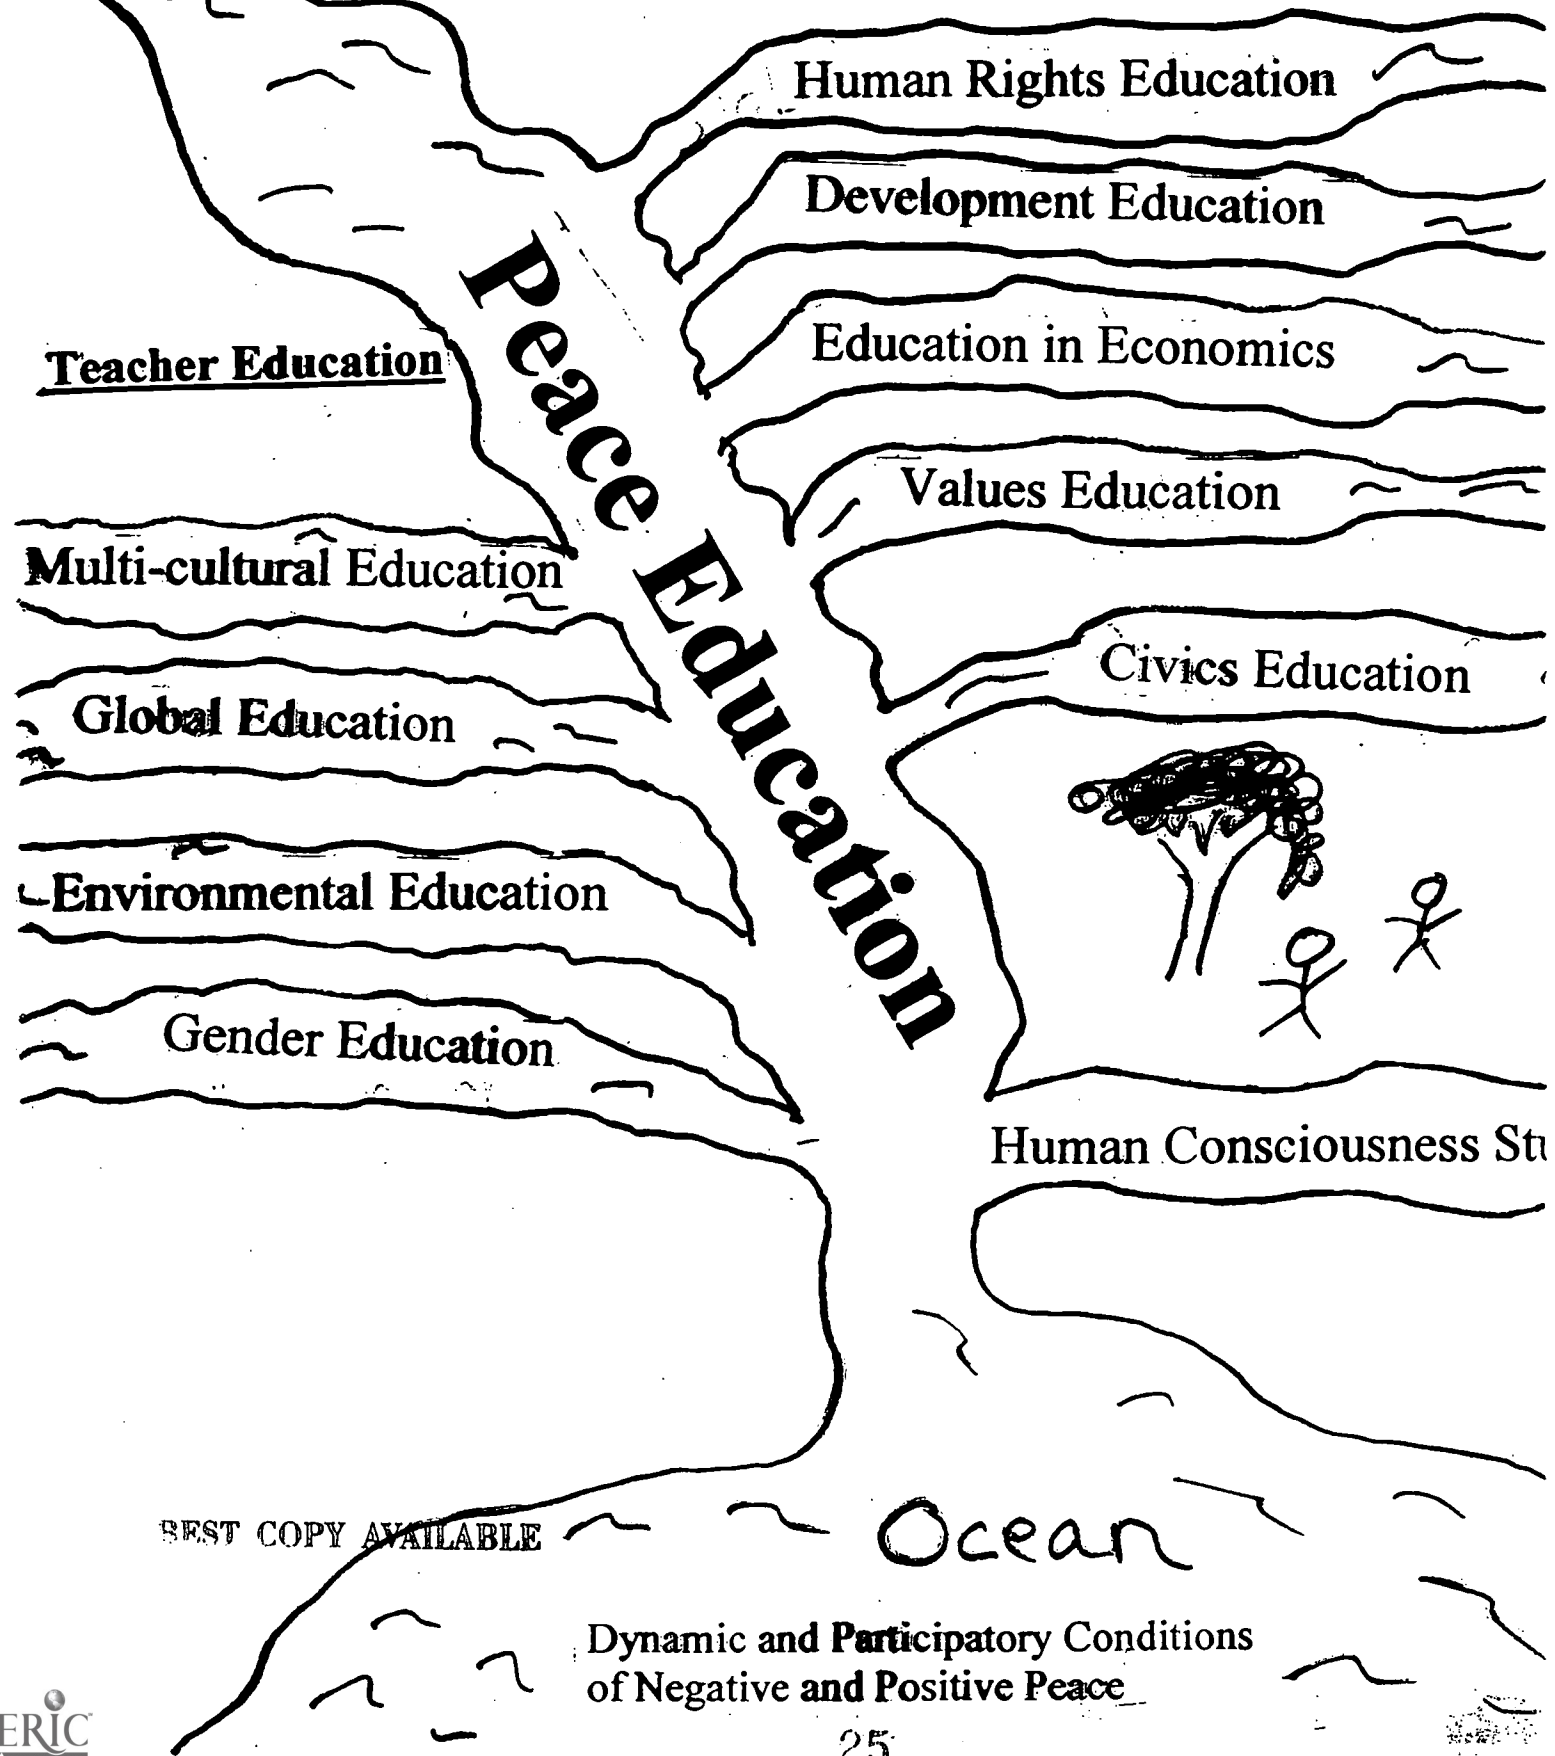 Human Rights Education
Development Education
Education in Economics
Values Education
Civics Education
Human Consciousness
Peace Education
Teacher Education
Multi-cultural Education
Global Education
Environmental Education
Gender Education
BEST COPY AVAILABLE
Ocean
Dynamic and Participatory Conditions
of Negative and Positive Peace
25
ERIC